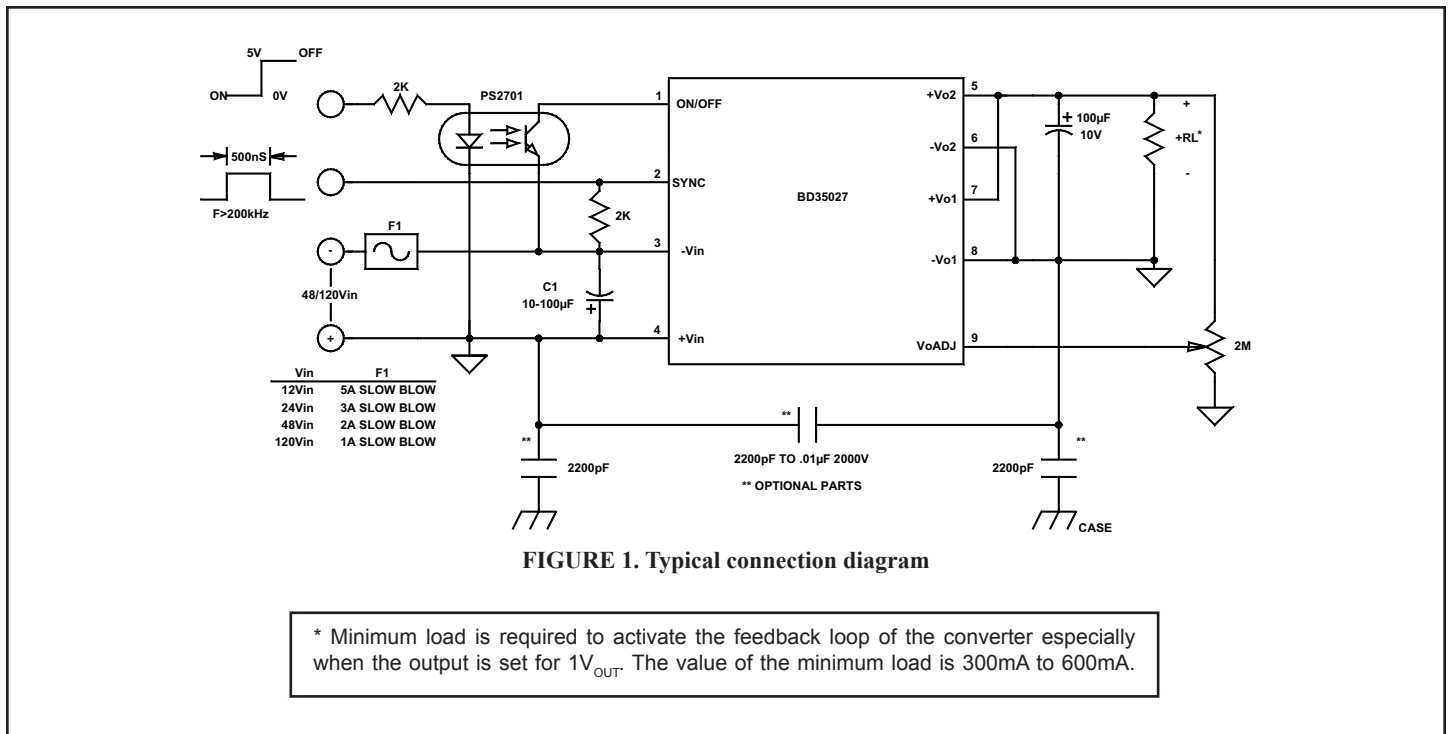 5V OFF
ON 0V
2K
PS2701
500nS
F>200kHz
F1
-
48/120Vin
+
Vin F1
12Vin 5A SLOW BLOW
24Vin 3A SLOW BLOW
48Vin 2A SLOW BLOW
120Vin 1A SLOW BLOW
2K
C1
10-100µF
+
1 ON/OFF
2 SYNC
3 -Vin
4 +Vin
BD35027
+Vo2 5
-Vo2 6
+Vo1 7
-Vo1 8
VoADJ 9
+ 100µF
10V
+
+RL*
-
2M
**
2200pF
**
2200pF TO .01µF 2000V
** OPTIONAL PARTS
**
2200pF
CASE
FIGURE 1. Typical connection diagram
* Minimum load is required to activate the feedback loop of the converter especially
when the output is set for 1VOUT. The value of the minimum load is 300mA to 600mA.